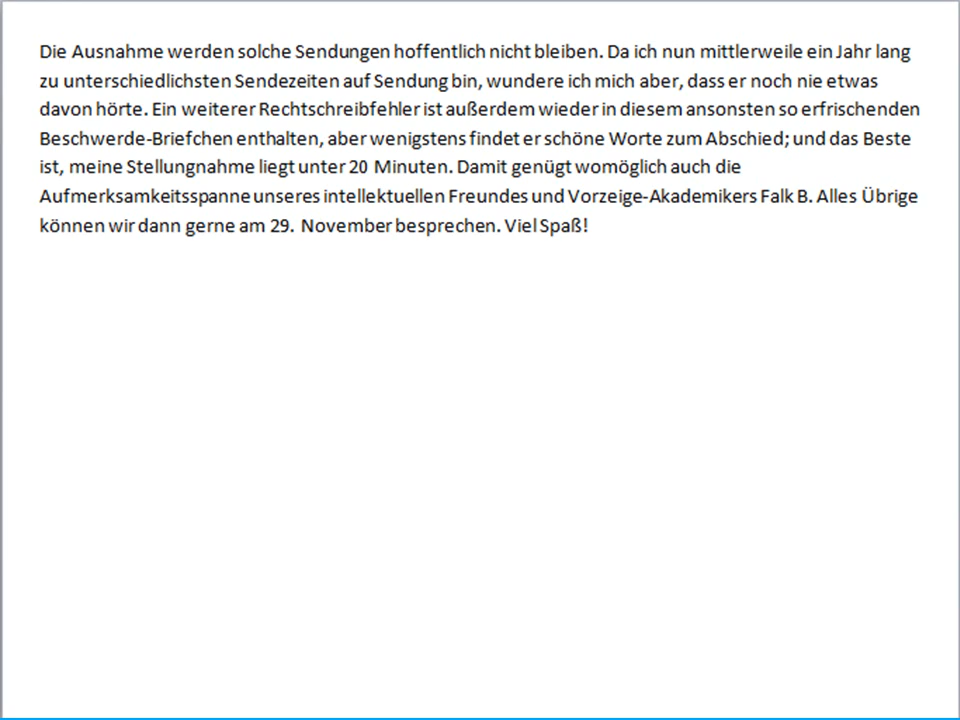 Die Ausnahme werden solche Sendungen hoffentlich nicht bleiben. Da ich nun mittlerweile ein Jahr lang
zu unterschiedlichsten Sendezeiten auf Sendung bin, wundere ich mich aber, dass er noch nie etwas
davon hörte. Ein weiterer Rechtschreibfehler ist außerdem wieder in diesem ansonsten so erfrischenden
Beschwerde-Briefchen enthalten, aber wenigstens findet er schöne Worte zum Abschied; und das Beste
ist, meine Stellungnahme liegt unter 20 Minuten. Damit genügt womöglich auch die
Aufmerksamkeitsspanne unseres intellektuellen Freundes und Vorzeige-Akademikers Falk B. Alles Übrige
können wir dann gerne am 29. November besprechen. Viel Spaß!